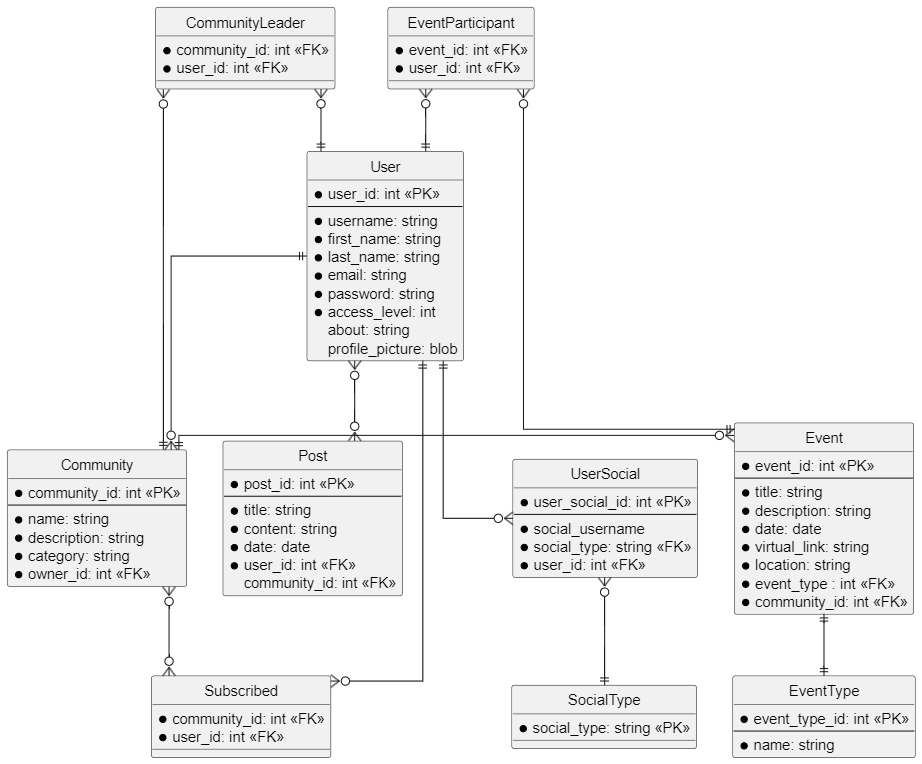 CommunityLeader
community_id: int «FK»
user_id: int «FK»
EventParticipant
event_id: int «FK»
user_id: int «FK»
User
user_id: int «PK»
username: string
first_name: string
last_name: string
email: string
password: string
access_level: int
about: string
profile_picture: blob
Community
community_id: int «PK»
name: string
description: string
category: string
owner_id: int «FK»
Post
post_id: int «PK»
title: string
content: string
date: date
user_id: int «FK»
community_id: int «FK»
UserSocial
user_social_id: int «PK»
social_username
social_type: string «FK»
user_id: int «FK»
Event
event_id: int «PK»
title: string
description: string
date: date
virtual_link: string
location: string
event_type : int «FK»
community_id: int «FK»
Subscribed
community_id: int «FK»
user_id: int «FK»
SocialType
social_type: string «PK»
EventType
event_type_id: int «PK»
name: string